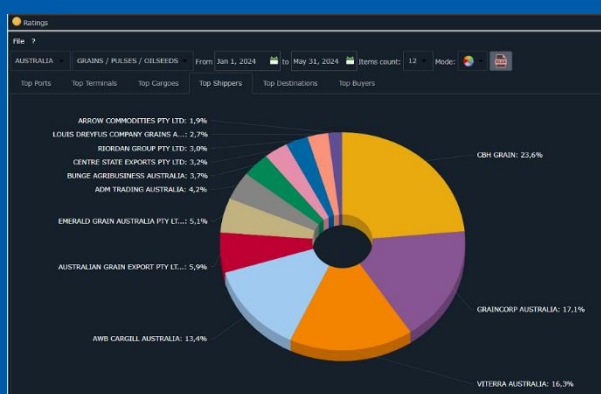 Ratings
File ?
AUSTRALIA GRAINS / PULSES / OILSEEDS From Jan 1, 2024 to May 31, 2024 Items count: 12 Mode:
Top Ports Top Terminals Top Cargoes Top Shippers Top Destinations Top Buyers
ARROW COMMODITIES PTY LTD: 1,9%
LOUIS DREYFUS COMPANY GRAINS A...: 2,7%
RIORDAN GROUP PTY LTD: 3,0%
CENTRE STATE EXPORTS PTY LTD: 3,2%
BUNGE AGRIBUSINESS AUSTRALIA: 3,7%
ADM TRADING AUSTRALIA: 4,2%
EMERALD GRAIN AUSTRALIA PTY LT...: 5,1%
AUSTRALIAN GRAIN EXPORT PTY LT...: 5,9%
AWB CARGILL AUSTRALIA: 13,4%
CBH GRAIN: 23,6%
GRAINCORP AUSTRALIA: 17,1%
VITERRA AUSTRALIA: 16,3%